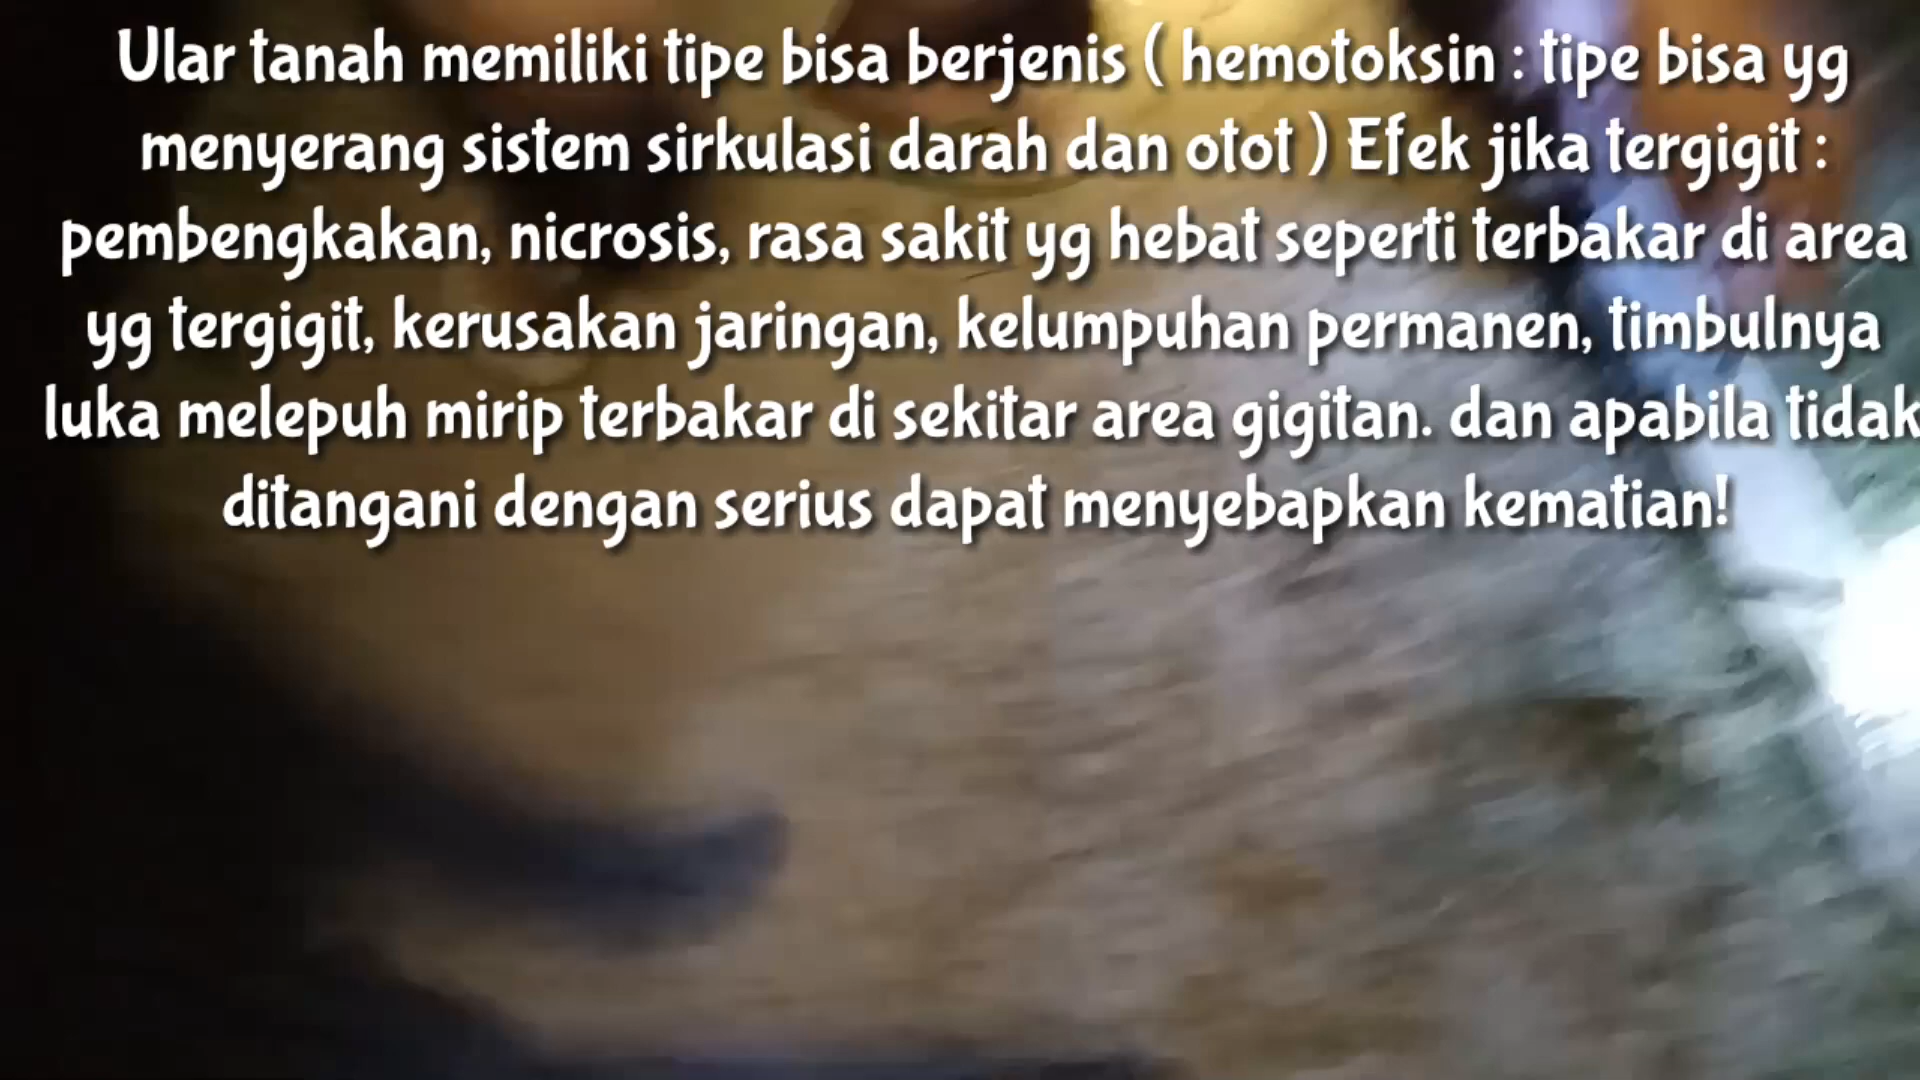 Ular tanah memiliki tipe bisa berjenis ( hemotoksin : tipe bisa yg
menyerang sistem sirkulasi darah dan otot ) Efek jika tergigit :
pembengkakan, nicrosis, rasa sakit yg hebat seperti terbakar di area
yg tergigit, kerusakan jaringan, kelumpuhan permanen, timbulnya
luka melepuh mirip terbakar di sekitar area gigitan. dan apabila tidak
ditangani dengan serius dapat menyebapkan kematian!